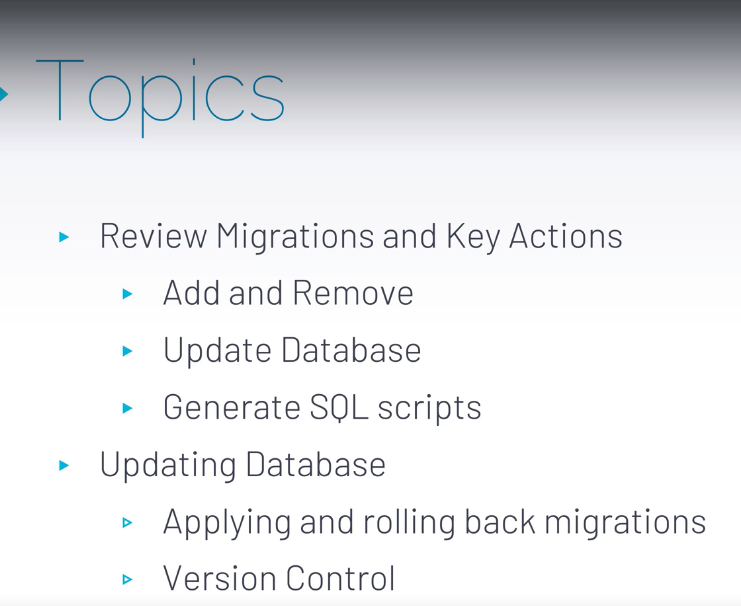 Topics
Review Migrations and Key Actions
Add and Remove
Update Database
Generate SQL scripts
Updating Database
Applying and rolling back migrations
Version Control